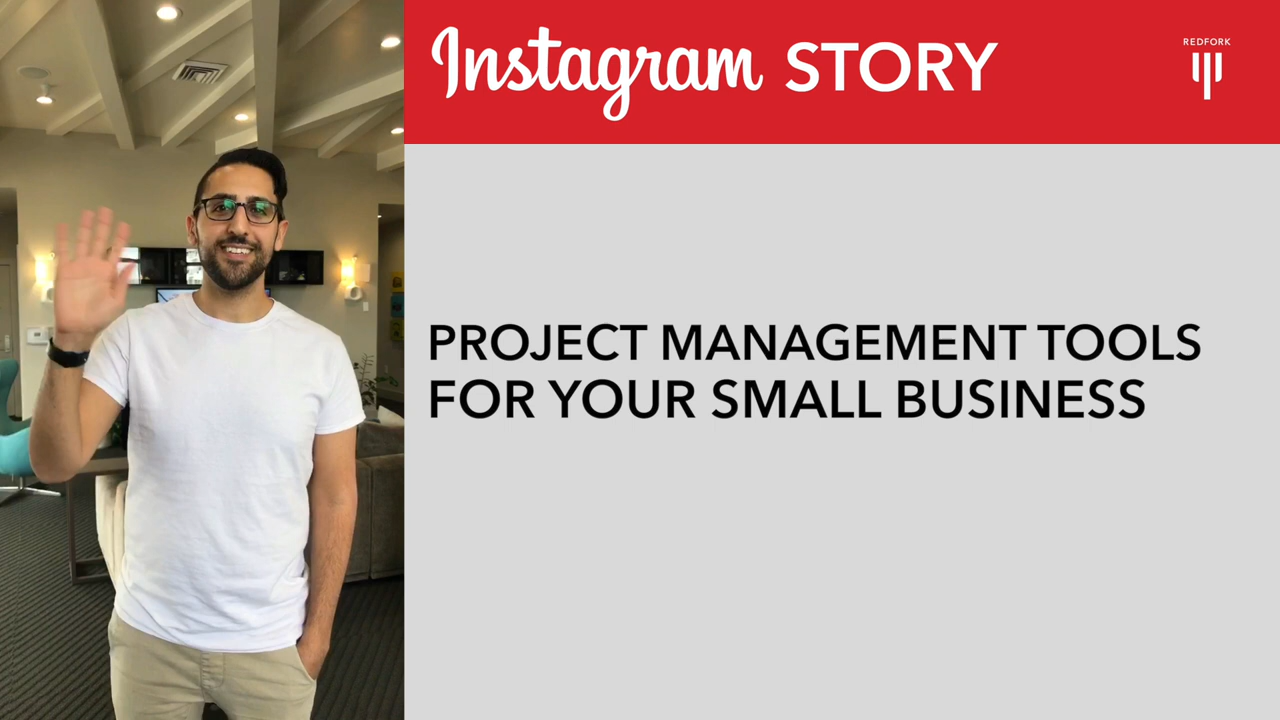 Instagram STORY
REDFORK
PROJECT MANAGEMENT TOOLS
FOR YOUR SMALL BUSINESS